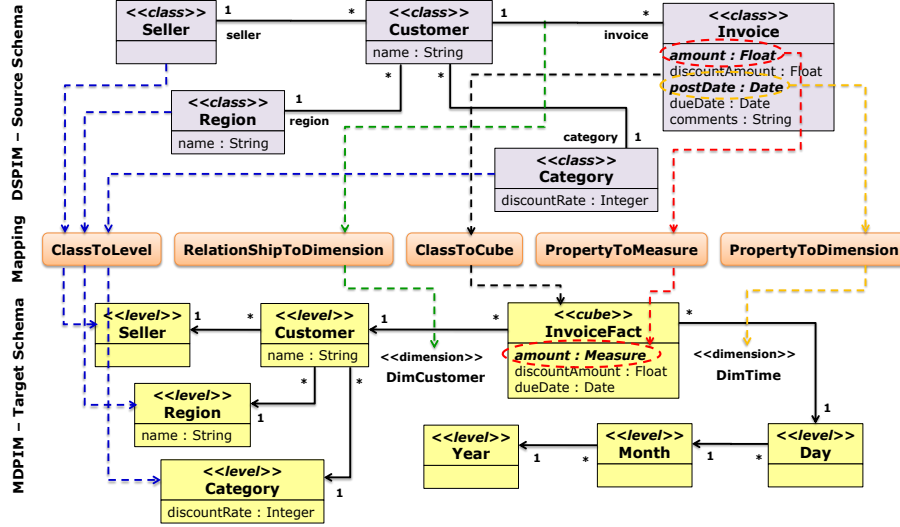 DSPIM – Source Schema
<<class>>
Seller
1
*
seller
<<class>>
Customer
name : String
1
*
invoice
<<class>>
Invoice
amount : Float
discountAmount : Float
postDate : Date
dueDate : Date
comments : String
*
*
<<class>>
Region
name : String
1
region
category
1
<<class>>
Category
discountRate : Integer
Mapping
ClassToLevel
RelationShipToDimension
ClassToCube
PropertyToMeasure
PropertyToDimension
MDPIM – Target Schema
<<level>>
Seller
1
*
<<level>>
Customer
name : String
1
*
<<cube>>
InvoiceFact
amount : Measure
discountAmount : Float
dueDate : Date
*
<<dimension>>
DimCustomer
<<dimension>>
DimTime
*
*
<<level>>
Region
name : String
1
<<level>>
Category
discountRate : Integer
1
<<level>>
Year
1
*
<<level>>
Month
1
*
<<level>>
Day
1